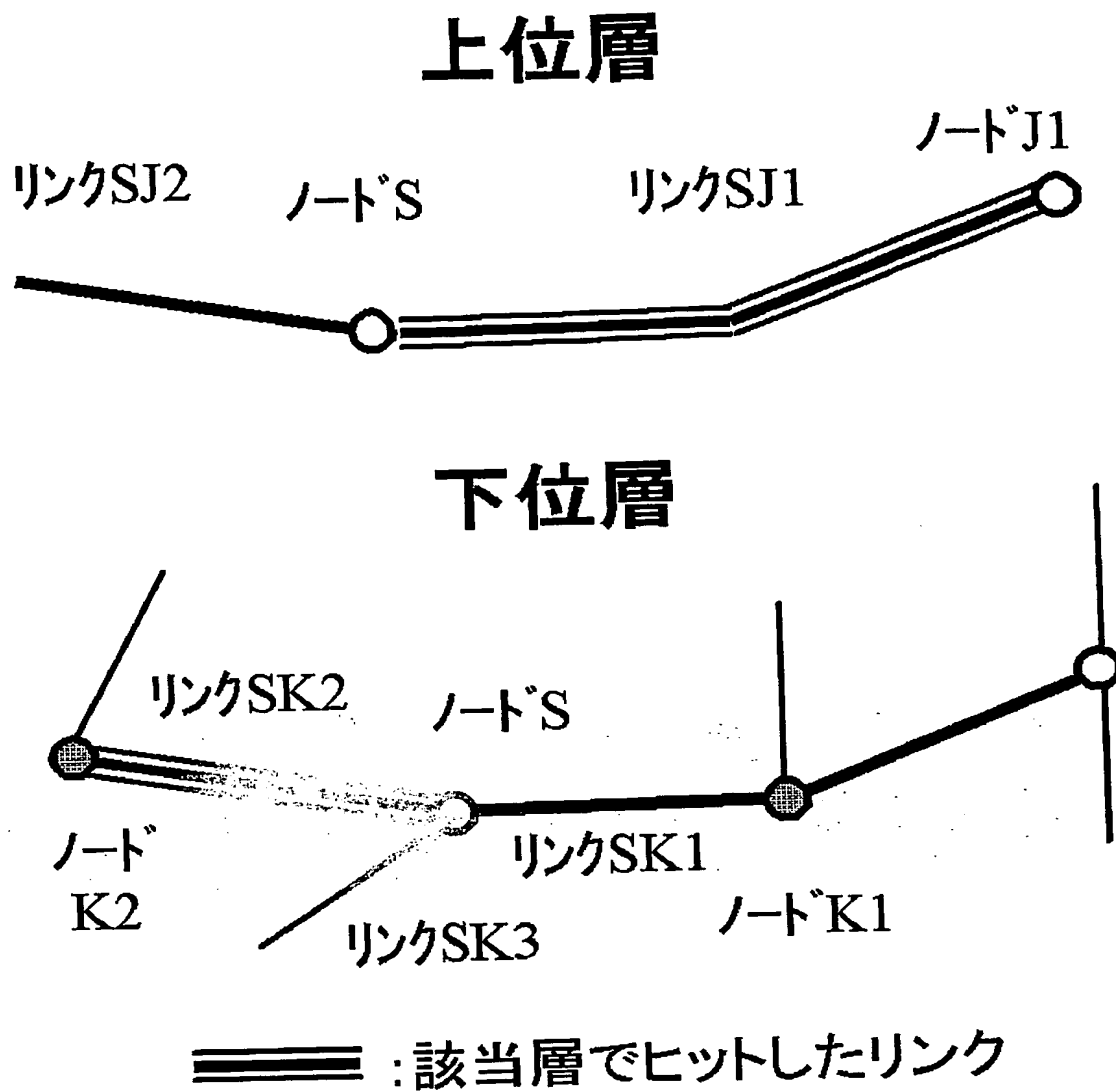 上位層
ノードJ1
リンクSJ2
ノードS
リンクSJ1
下位層
リンクSK2
ノードS
ノード
K2
リンクSK1
リンクSK3
ノードK1
:該当層でヒットしたリンク